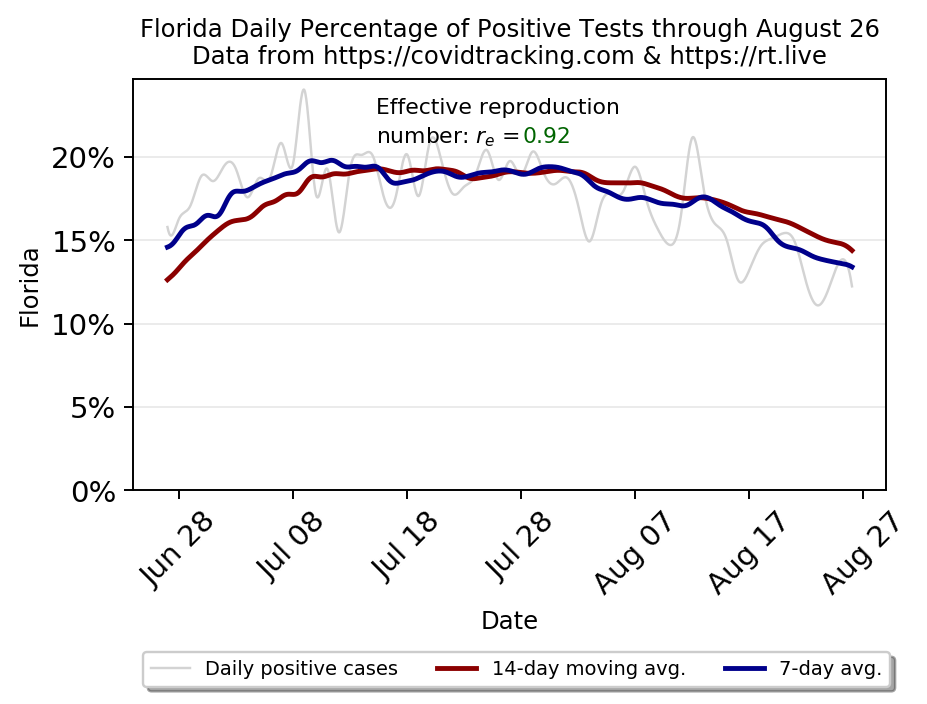 Florida Daily Percentage of Positive Tests through August 26
Data from https://covidtracking.com & https://rt.live
Effective reproduction
number: rₑ =0.92
20%
15%
10%
5%
0%
Florida
Jun 28
Jul 08
Jul 18
Jul 28
Aug 07
Aug 17
Aug 27
Date
Daily positive cases
14-day moving avg.
7-day avg.